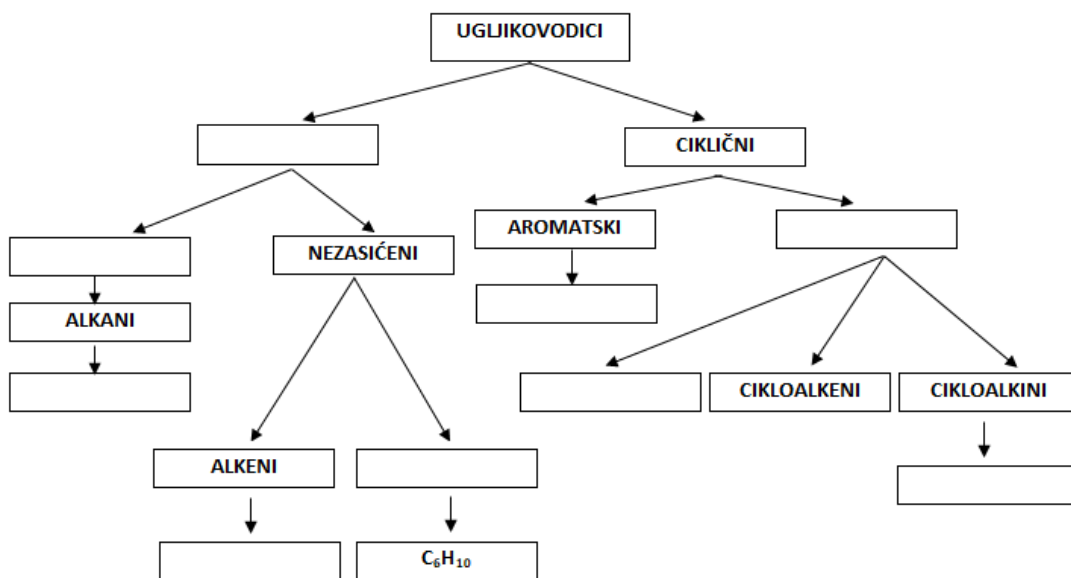 UGLJIKOVODICI
CIKLIČNI
AROMATSKI
NEZASIĆENI
ALKANI
CIKLOALKENI
CIKLOALKINI
ALKENI
C₆H₁₀